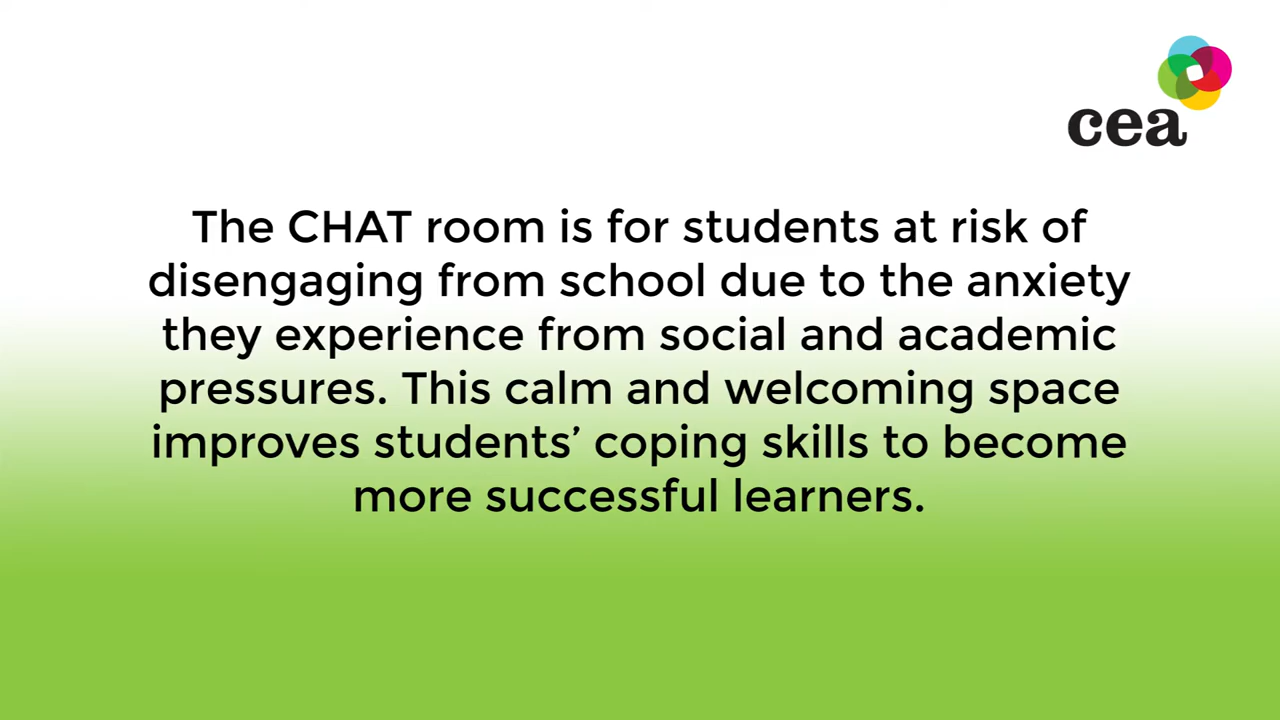 cea
The CHAT room is for students at risk of
disengaging from school due to the anxiety
they experience from social and academic
pressures. This calm and welcoming space
improves students’ coping skills to become
more successful learners.